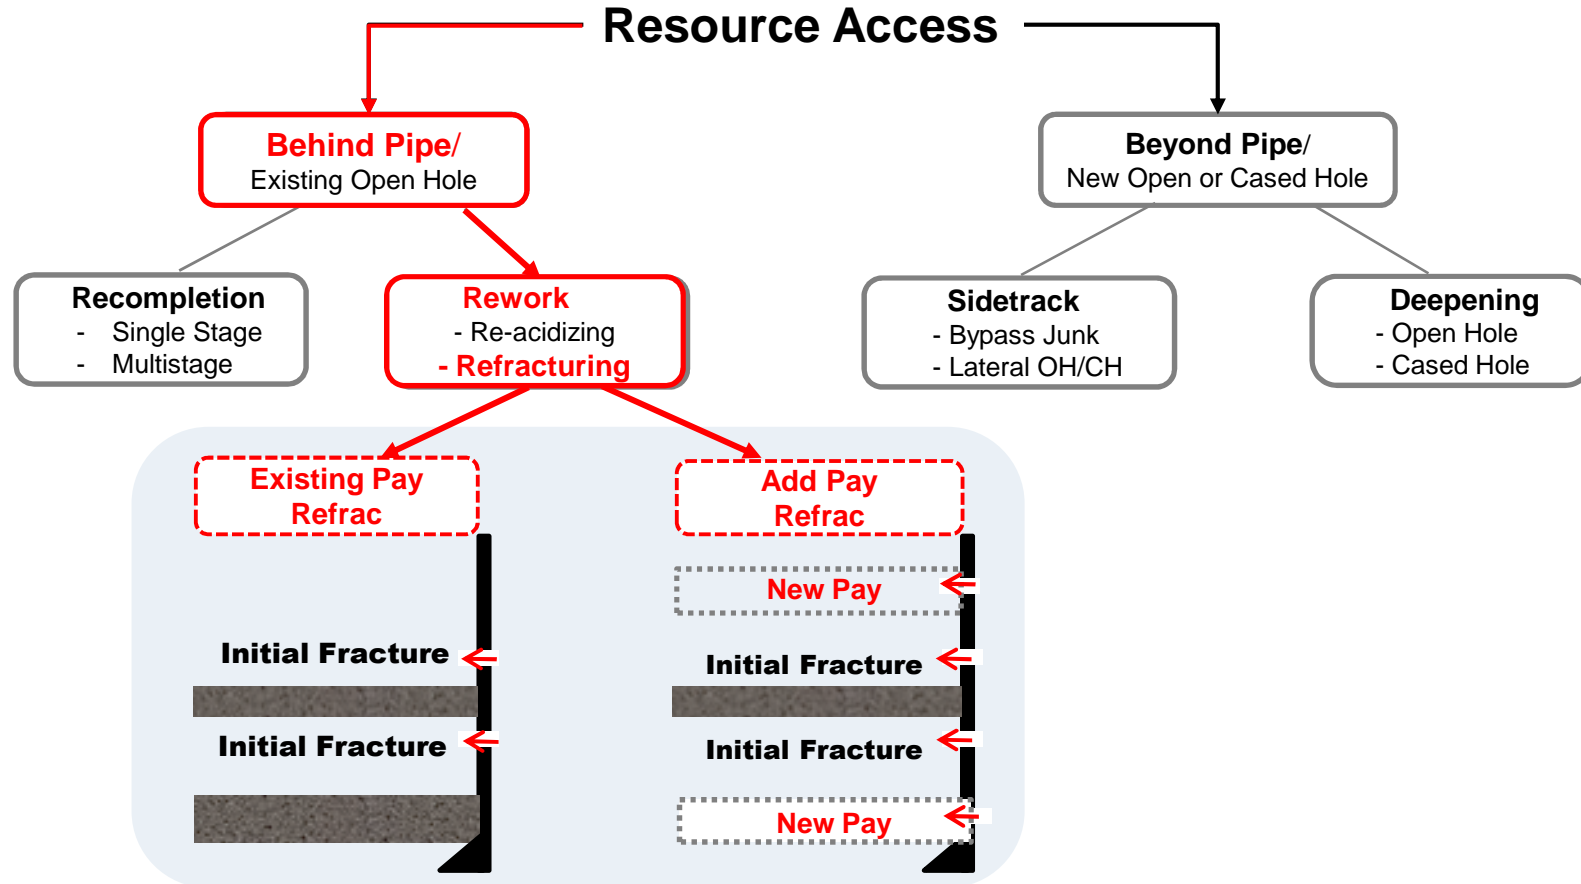 Resource Access
Behind Pipe/
Existing Open Hole
Beyond Pipe/
New Open or Cased Hole
Recompletion
- Single Stage
- Multistage
Rework
- Re-acidizing
- Refracturing
Sidetrack
- Bypass Junk
- Lateral OH/CH
Deepening
- Open Hole
- Cased Hole
Existing Pay
Refrac
Initial Fracture
Initial Fracture
Add Pay
Refrac
New Pay
Initial Fracture
Initial Fracture
New Pay